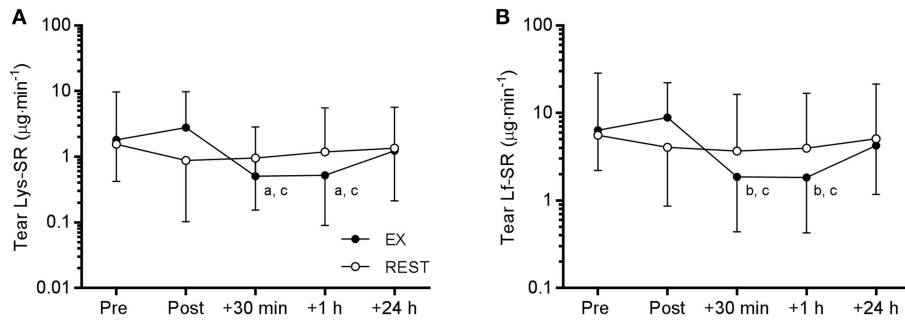 A
Tear Lys-SR (µg·min⁻¹)
100
10
1
0.1
0.01
a, c
a, c
EX
REST
Pre
Post
+30 min
+1 h
+24 h
B
Tear Lf-SR (µg·min⁻¹)
100
10
1
0.1
b, c
b, c
Pre
Post
+30 min
+1 h
+24 h